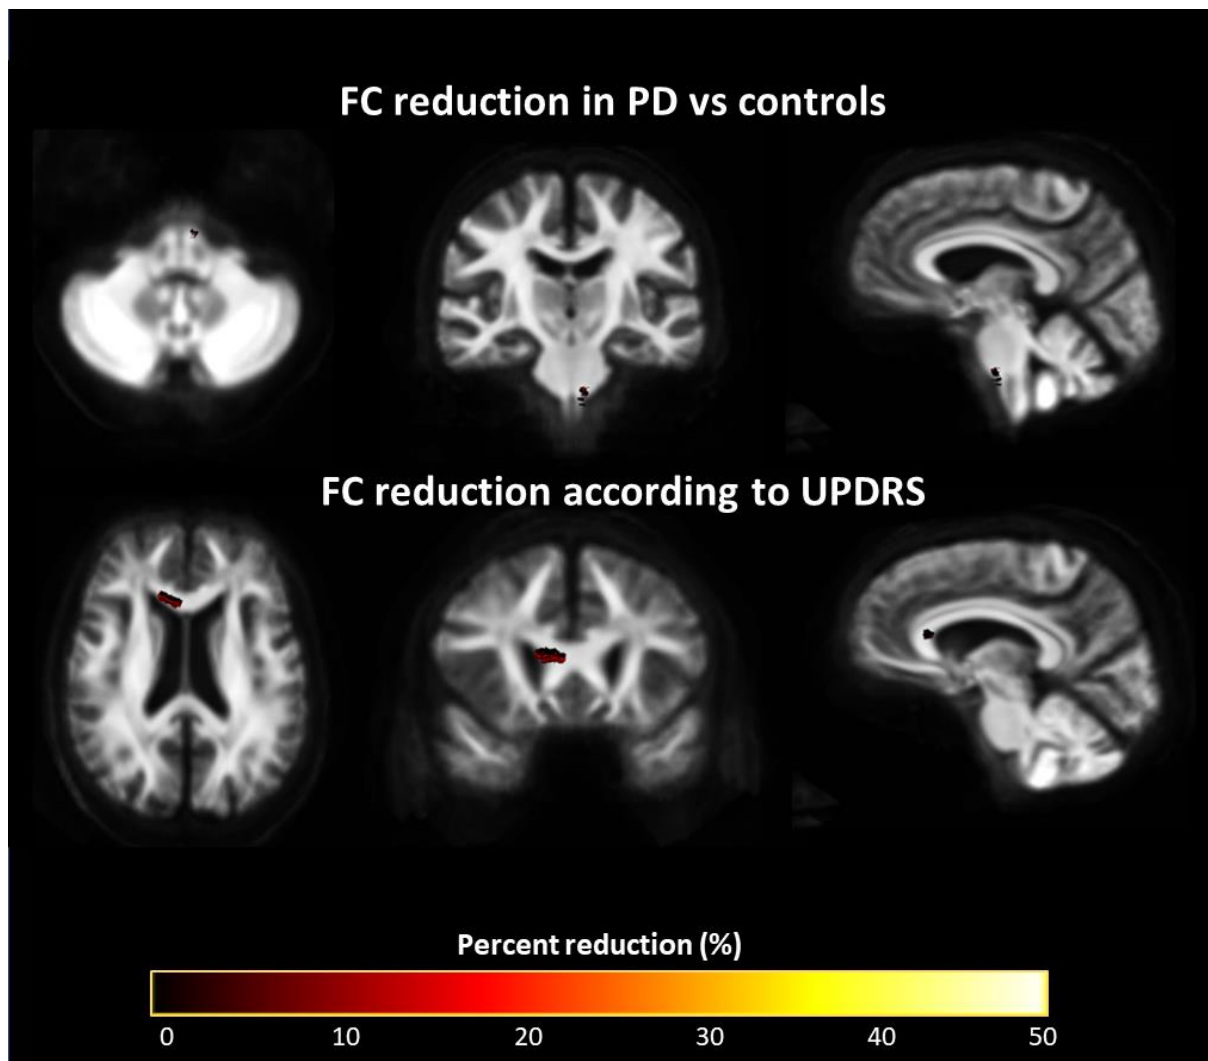 FC reduction in PD vs controls
FC reduction according to UPDRS
Percent reduction (%)
0 10 20 30 40 50